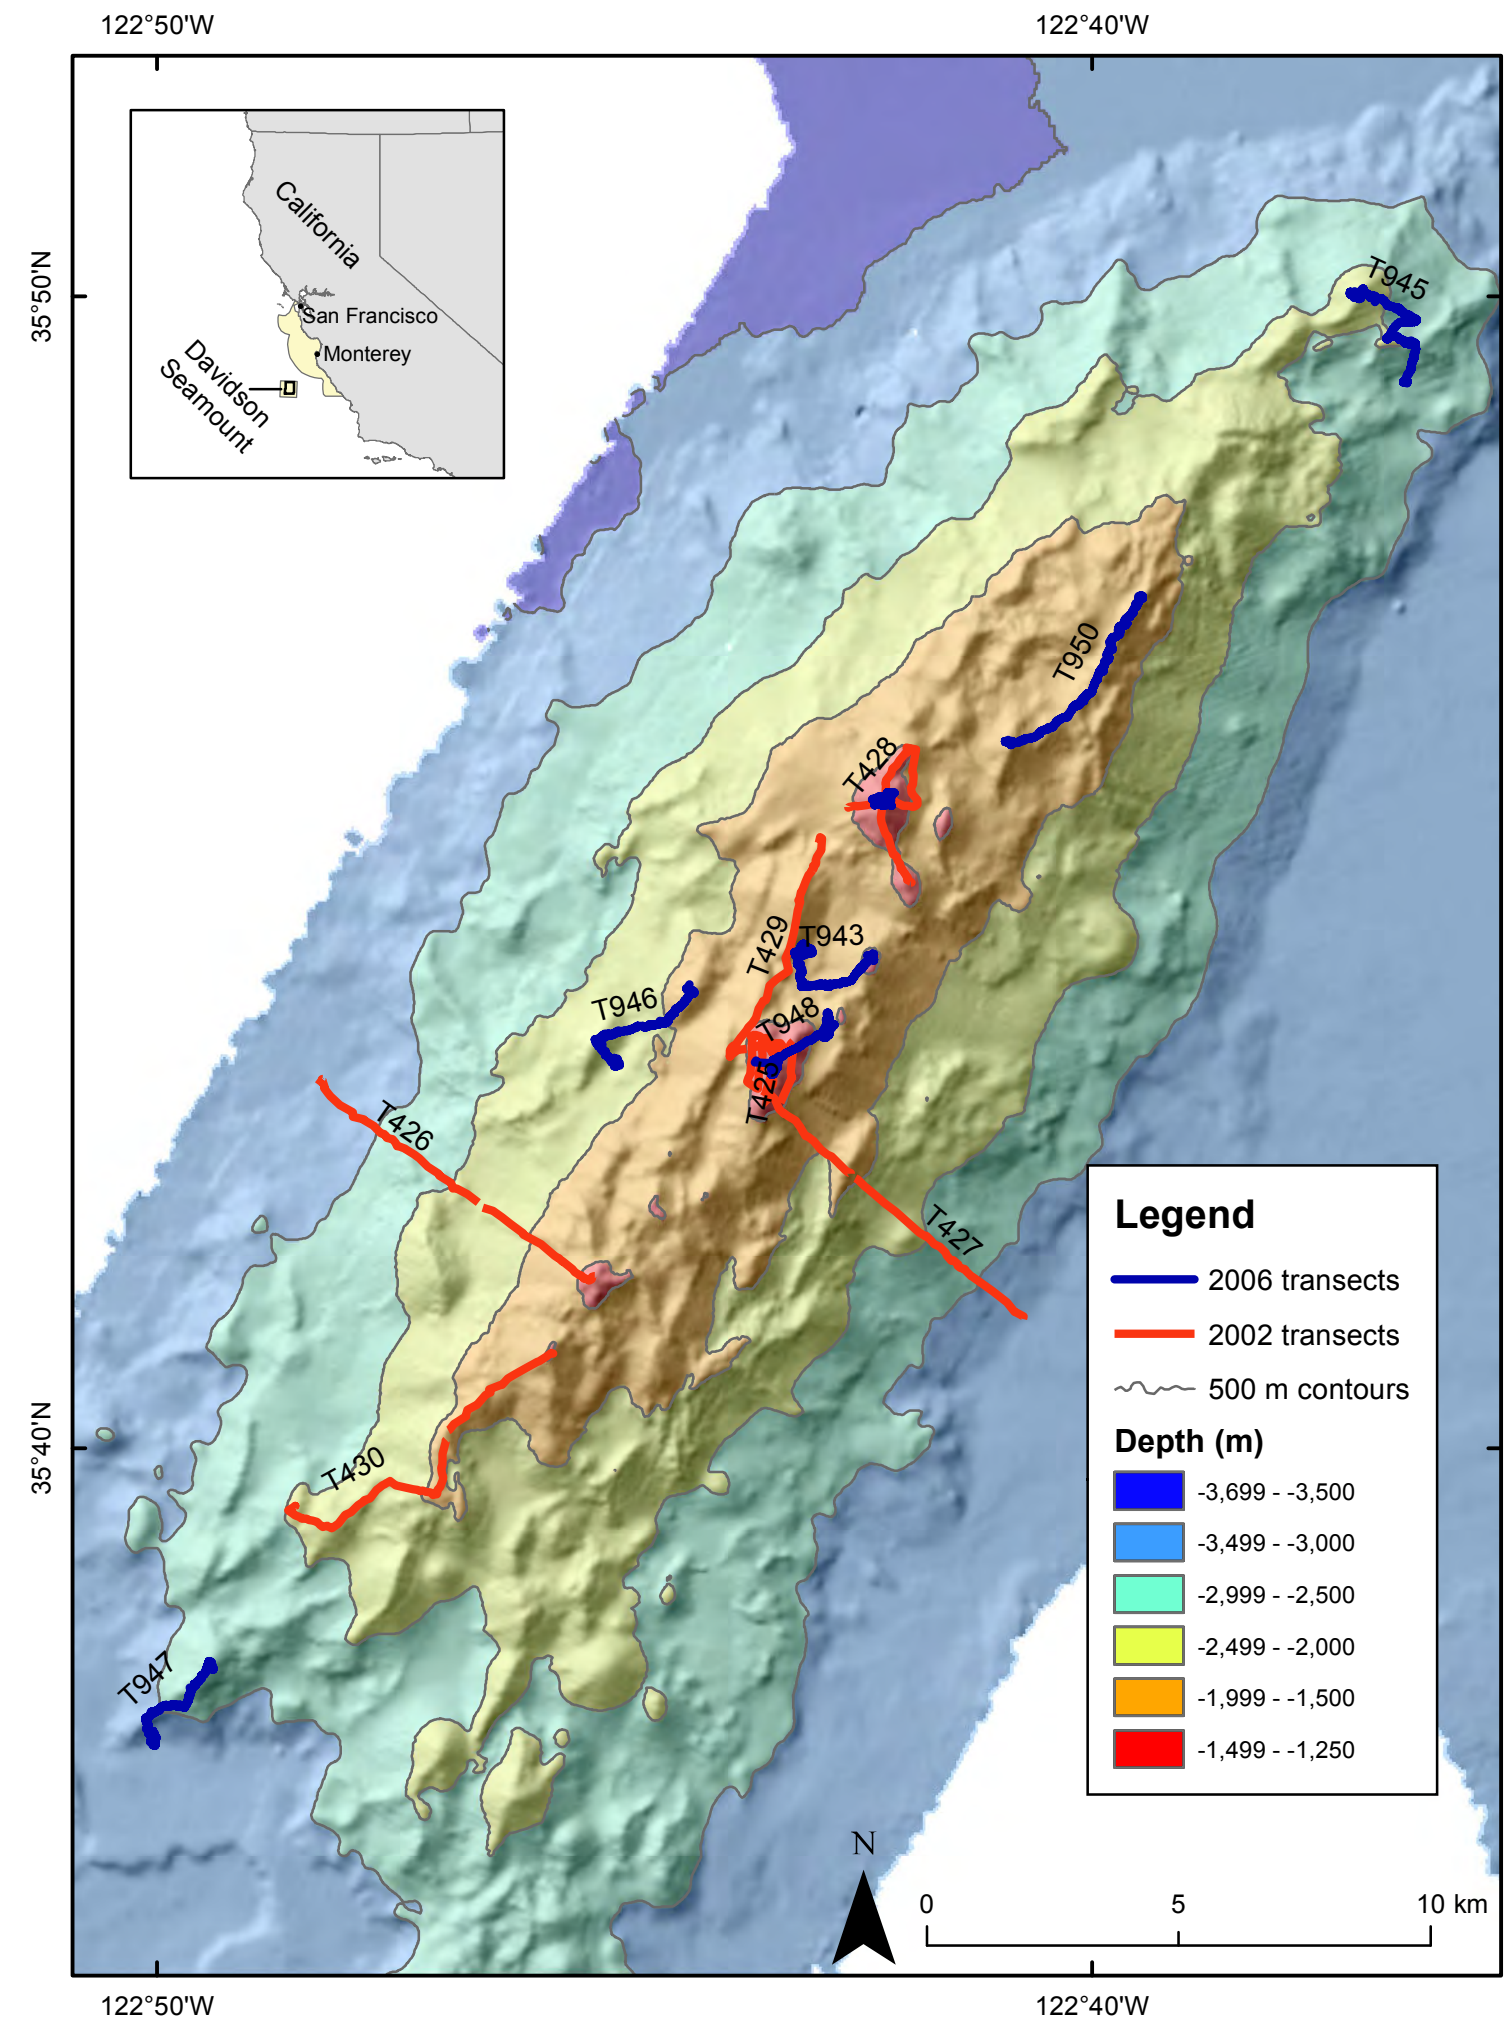 122°50'W
122°40'W
35°50'N
California
San Francisco
Monterey
Davidson
Seamount
T945
T950
T428
T429
T943
T946
T948
T425
T426
T427
T430
T947
35°40'N
Legend
2006 transects
2002 transects
500 m contours
Depth (m)
-3,699 - -3,500
-3,499 - -3,000
-2,999 - -2,500
-2,499 - -2,000
-1,999 - -1,500
-1,499 - -1,250
N
0 5 10 km
122°50'W
122°40'W